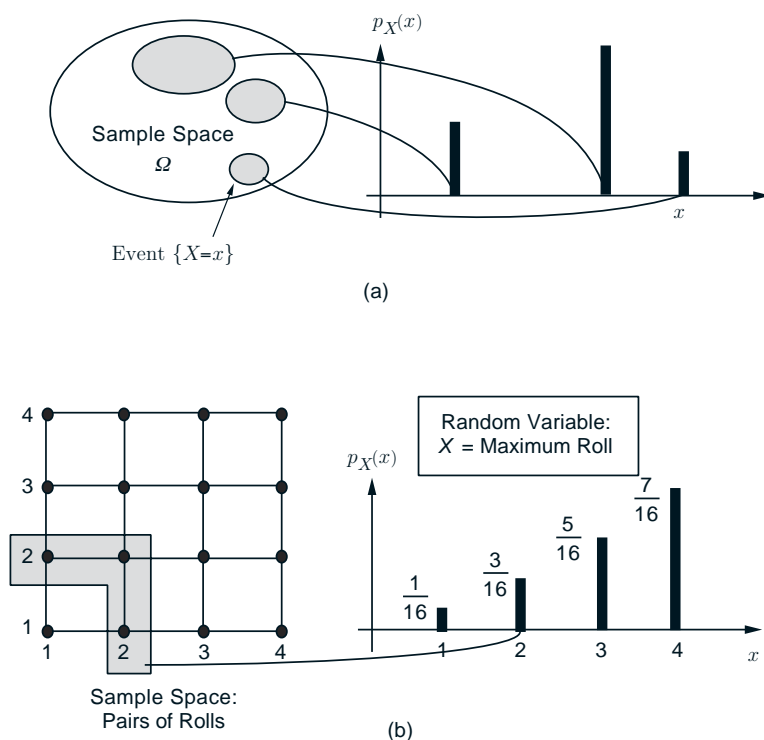 p_X(x)
Sample Space
Ω
x
Event {X=x}
(a)
Random Variable:
X = Maximum Roll
p_X(x)
4
3
2
1
1 2 3 4
1/16
3/16
5/16
7/16
1 2 3 4
x
Sample Space:
Pairs of Rolls
(b)